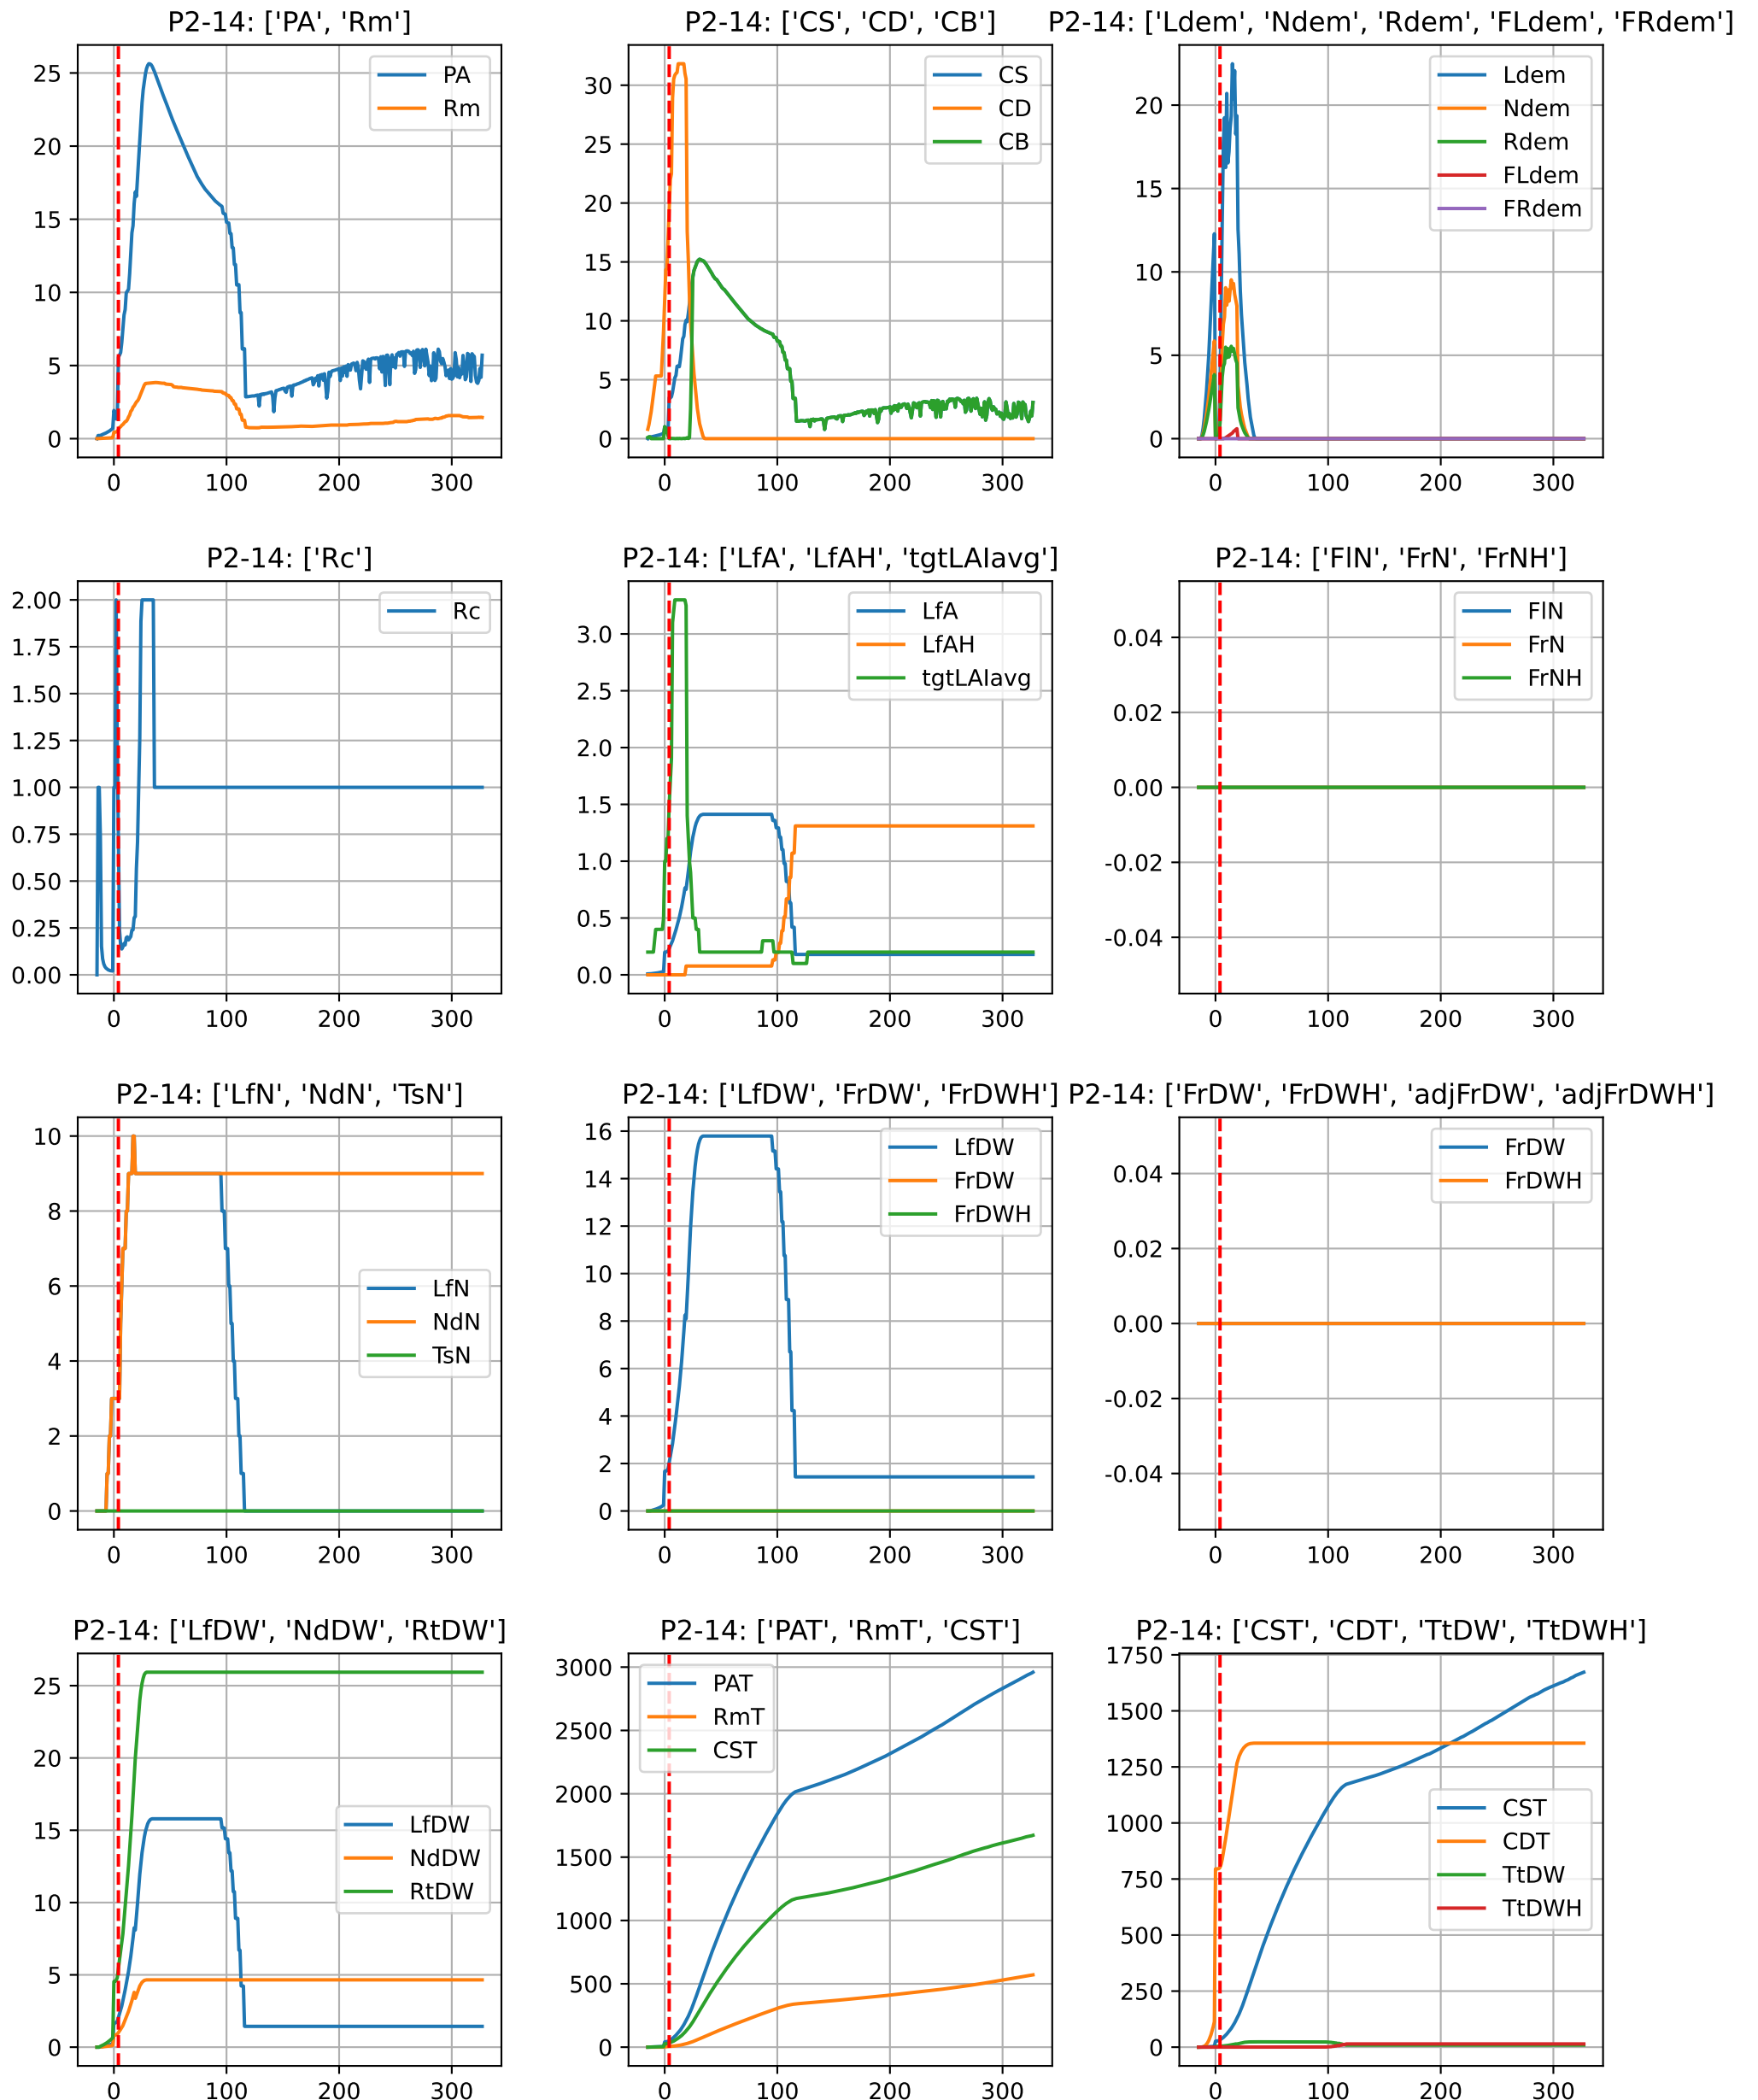 P2-14: ['PA', 'Rm']
25
20
15
10
5
0
0 100 200 300
PA
Rm
P2-14: ['CS', 'CD', 'CB']
30
25
20
15
10
5
0
0 100 200 300
CS
CD
CB
P2-14: ['Ldem', 'Ndem', 'Rdem', 'FLdem', 'FRdem']
20
15
10
5
0
0 100 200 300
Ldem
Ndem
Rdem
FLdem
FRdem
P2-14: ['Rc']
2.00
1.75
1.50
1.25
1.00
0.75
0.50
0.25
0.00
0 100 200 300
Rc
P2-14: ['LfA', 'LfAH', 'tgtLAIavg']
3.0
2.5
2.0
1.5
1.0
0.5
0.0
0 100 200 300
LfA
LfAH
tgtLAIavg
P2-14: ['FlN', 'FrN', 'FrNH']
0.04
0.02
0.00
-0.02
-0.04
0 100 200 300
FlN
FrN
FrNH
P2-14: ['LfN', 'NdN', 'TsN']
10
8
6
4
2
0
0 100 200 300
LfN
NdN
TsN
P2-14: ['LfDW', 'FrDW', 'FrDWH']
16
14
12
10
8
6
4
2
0
0 100 200 300
LfDW
FrDW
FrDWH
P2-14: ['FrDW', 'FrDWH', 'adjFrDW', 'adjFrDWH']
0.04
0.02
0.00
-0.02
-0.04
0 100 200 300
FrDW
FrDWH
P2-14: ['LfDW', 'NdDW', 'RtDW']
25
20
15
10
5
0
0 100 200 300
LfDW
NdDW
RtDW
P2-14: ['PAT', 'RmT', 'CST']
3000
2500
2000
1500
1000
500
0
0 100 200 300
PAT
RmT
CST
P2-14: ['CST', 'CDT', 'TtDW', 'TtDWH']
1750
1500
1250
1000
750
500
250
0
0 100 200 300
CST
CDT
TtDW
TtDWH